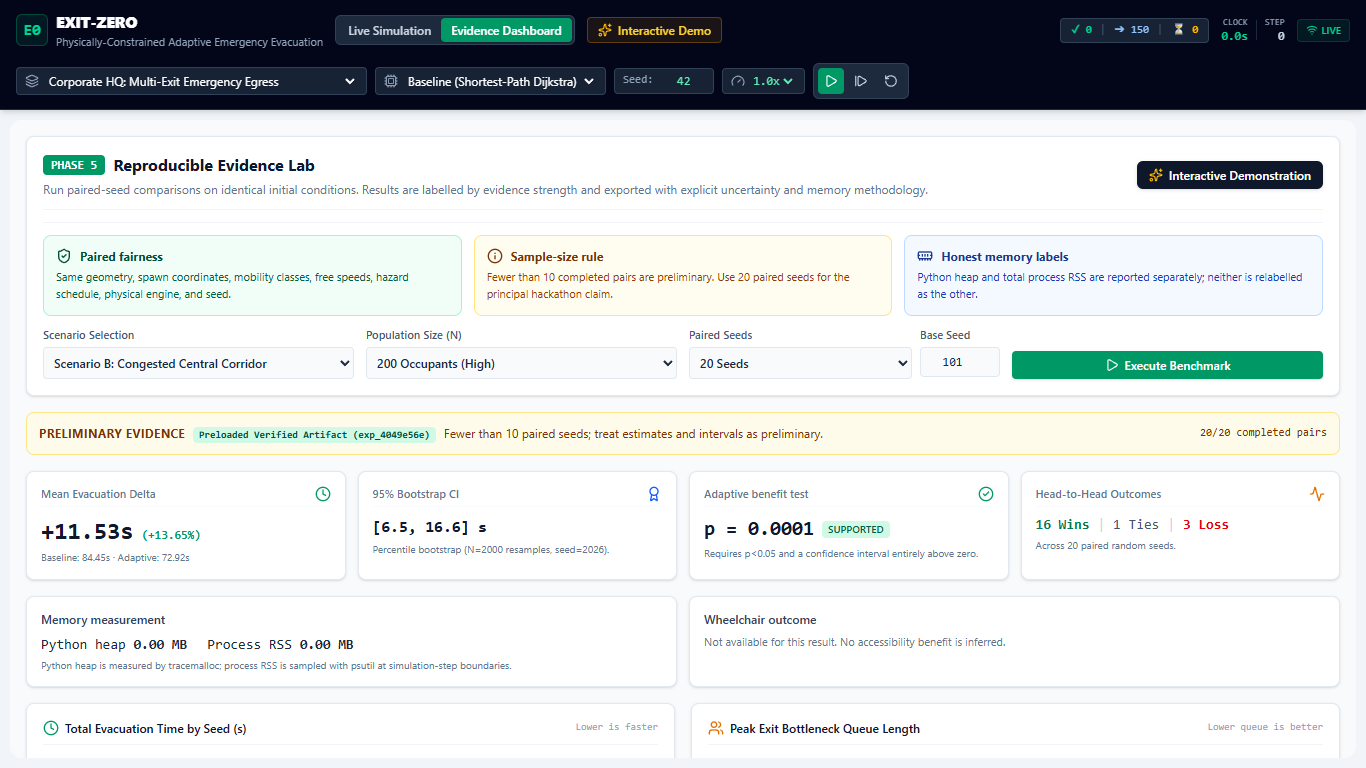 E0
EXIT-ZERO
Physically-Constrained Adaptive Emergency Evacuation
Live Simulation
Evidence Dashboard
Interactive Demo
✓ 0 | → 150 | ⏳ 0
CLOCK
0.0s
STEP
0
LIVE
Corporate HQ: Multi-Exit Emergency Egress
Baseline (Shortest-Path Dijkstra)
Seed: 42
1.0x
PHASE 5
Reproducible Evidence Lab
Run paired-seed comparisons on identical initial conditions. Results are labelled by evidence strength and exported with explicit uncertainty and memory methodology.
Interactive Demonstration
Paired fairness
Same geometry, spawn coordinates, mobility classes, free speeds, hazard
schedule, physical engine, and seed.
Sample-size rule
Fewer than 10 completed pairs are preliminary. Use 20 paired seeds for the
principal hackathon claim.
Honest memory labels
Python heap and total process RSS are reported separately; neither is relabelled
as the other.
Scenario Selection
Scenario B: Congested Central Corridor
Population Size (N)
200 Occupants (High)
Paired Seeds
20 Seeds
Base Seed
101
Execute Benchmark
PRELIMINARY EVIDENCE
Preloaded Verified Artifact (exp_4049e56e)
Fewer than 10 paired seeds; treat estimates and intervals as preliminary.
20/20 completed pairs
Mean Evacuation Delta
+11.53s (+13.65%)
Baseline: 84.45s · Adaptive: 72.92s
95% Bootstrap CI
[6.5, 16.6] s
Percentile bootstrap (N=2000 resamples, seed=2026).
Adaptive benefit test
p = 0.0001 SUPPORTED
Requires p<0.05 and a confidence interval entirely above zero.
Head-to-Head Outcomes
16 Wins | 1 Ties | 3 Loss
Across 20 paired random seeds.
Memory measurement
Python heap 0.00 MB Process RSS 0.00 MB
Python heap is measured by tracemalloc; process RSS is sampled with psutil at simulation-step boundaries.
Wheelchair outcome
Not available for this result. No accessibility benefit is inferred.
Total Evacuation Time by Seed (s)
Lower is faster
Peak Exit Bottleneck Queue Length
Lower queue is better